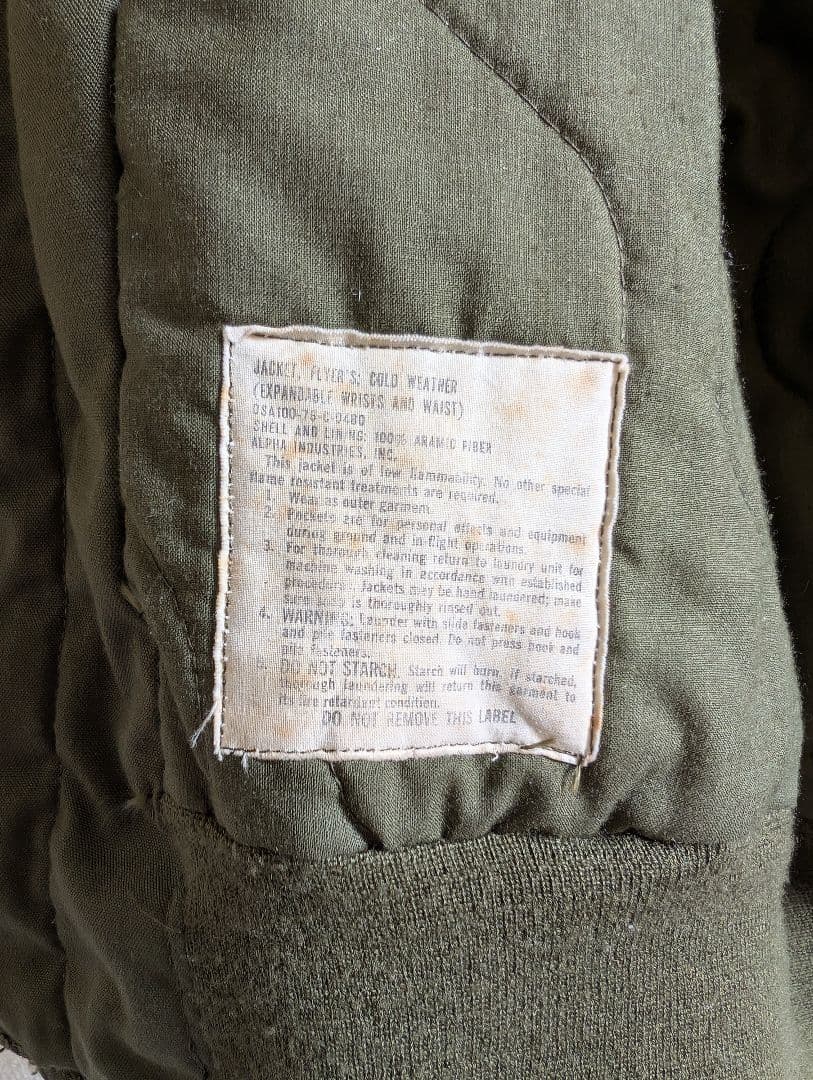 JACKET, FLYER'S: COLD WEATHER
(EXPANDABLE WRISTS AND WAIST)
DSA100-75-C-0480
SHELL AND LINING: 100% ARAMID FIBER
ALPHA INDUSTRIES, INC.
This jacket is of low flammability. No other special
flame resistant treatments are required.
1. Wear as outer garment.
2. Pockets are for personal effects and equipment
during ground and in-flight operations.
3. For thorough cleaning return to laundry unit for
machine washing in accordance with established
procedure. Jackets may be hand laundered; make
sure soap is thoroughly rinsed out.
4. WARNING: Launder with slide fasteners and hook
and pile fasteners closed. Do not press hook and
pile fasteners.
5. DO NOT STARCH. Starch will burn. If starched,
thorough laundering will return this garment to
its fire retardant condition.
DO NOT REMOVE THIS LABEL